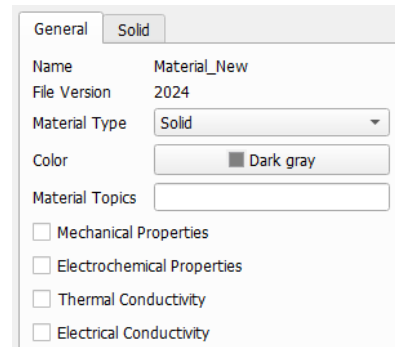 General Solid
Name Material_New
File Version 2024
Material Type Solid
Color Dark gray
Material Topics
Mechanical Properties
Electrochemical Properties
Thermal Conductivity
Electrical Conductivity